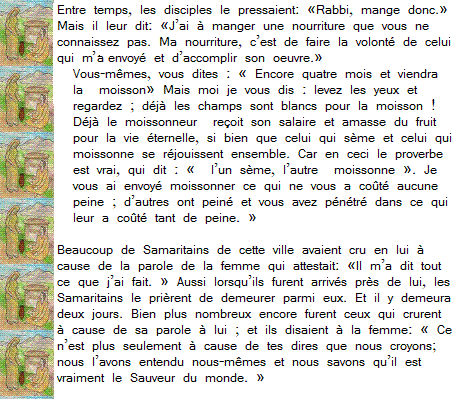 Entre temps, les disciples le pressaient: «Rabbi, mange donc.»
Mais il leur dit: «J'ai à manger une nourriture que vous ne
connaissez pas. Ma nourriture, c'est de faire la volonté de celui
qui m'a envoyé et d'accomplir son oeuvre.»
Vous-mêmes, vous dites : « Encore quatre mois et viendra
la moisson» Mais moi je vous dis : levez les yeux et
regardez ; déjà les champs sont blancs pour la moisson !
Déjà le moissonneur reçoit son salaire et amasse du fruit
pour la vie éternelle, si bien que celui qui sème et celui qui
moissonne se réjouissent ensemble. Car en ceci le proverbe
est vrai, qui dit : « l'un sème, l'autre moissonne ». Je
vous ai envoyé moissonner ce qui ne vous a coûté aucune
peine ; d'autres ont peiné et vous avez pénétré dans ce qui
leur a coûté tant de peine. »
Beaucoup de Samaritains de cette ville avaient cru en lui à
cause de la parole de la femme qui attestait: «Il m'a dit tout
ce que j'ai fait. » Aussi lorsqu'ils furent arrivés près de lui, les
Samaritains le prièrent de demeurer parmi eux. Et il y demeura
deux jours. Bien plus nombreux encore furent ceux qui crurent
à cause de sa parole à lui ; et ils disaient à la femme: « Ce
n'est plus seulement à cause de tes dires que nous croyons;
nous l'avons entendu nous-mêmes et nous savons qu'il est
vraiment le Sauveur du monde. »